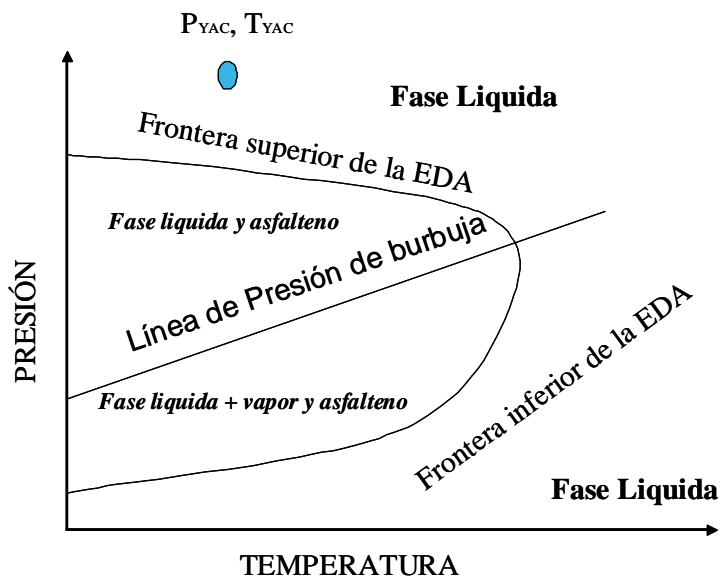 PYAC, TYAC
Fase Liquida
Frontera superior de la EDA
Fase liquida y asfalteno
Línea de Presión de burbuja
PRESIÓN
Fase liquida + vapor y asfalteno
Frontera inferior de la EDA
Fase Liquida
TEMPERATURA